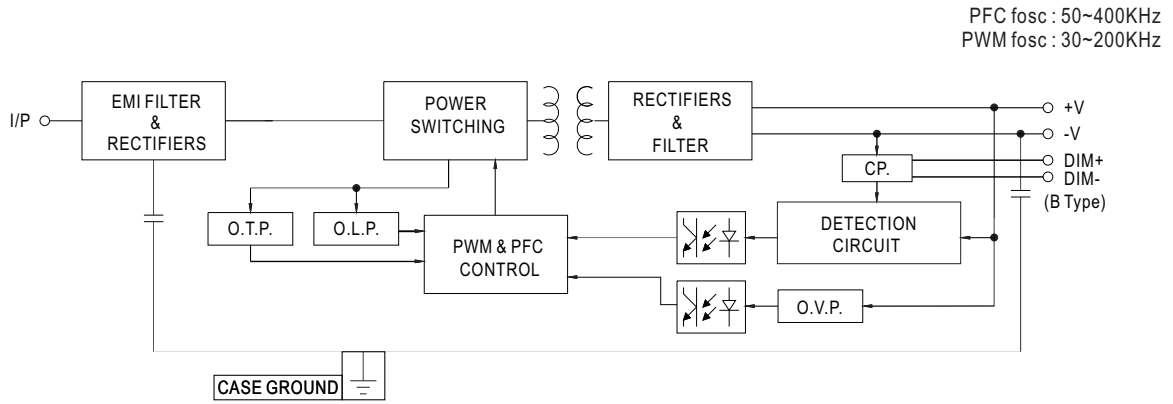 PFC fosc : 50~400KHz
PWM fosc : 30~200KHz
I/P
EMI FILTER
&
RECTIFIERS
POWER
SWITCHING
RECTIFIERS
&
FILTER
+V
-V
CP.
DIM+
DIM-
(B Type)
O.T.P.
O.L.P.
PWM & PFC
CONTROL
DETECTION
CIRCUIT
O.V.P.
CASE GROUND